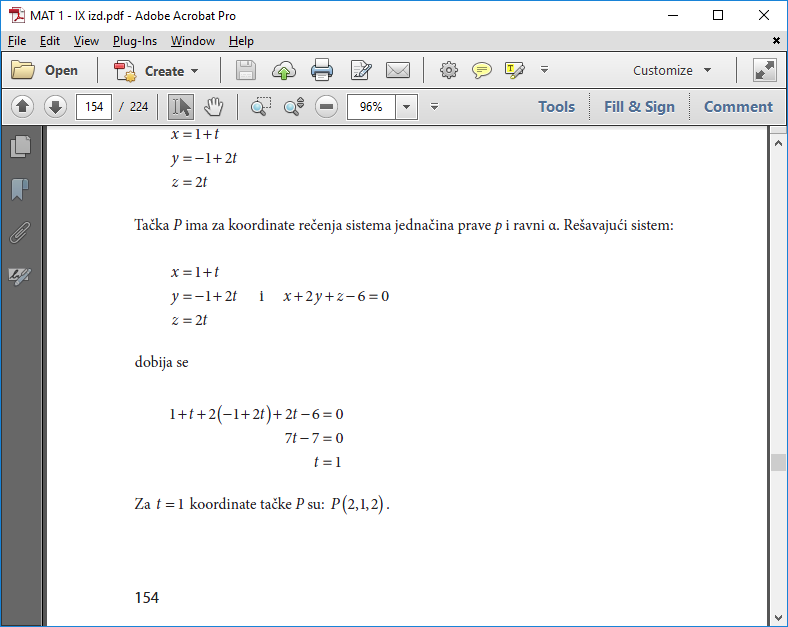 MAT 1 - IX izd.pdf - Adobe Acrobat Pro
File Edit View Plug-Ins Window Help
Open Create Customize
154 / 224 96% Tools Fill & Sign Comment
x = 1 + t
y = −1 + 2t
z = 2t
Tačka P ima za koordinate rečenja sistema jednačina prave p i ravni α. Rešavajući sistem:
x = 1 + t
y = −1 + 2t i x + 2y + z − 6 = 0
z = 2t
dobija se
1 + t + 2(−1 + 2t) + 2t − 6 = 0
7t − 7 = 0
t = 1
Za t = 1 koordinate tačke P su: P(2,1,2).
154